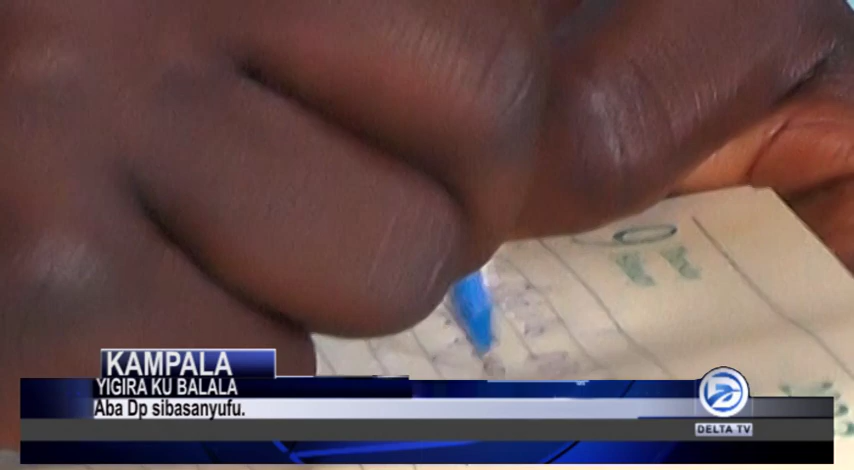 KAMPALA
YIGIRA KU BALALA
Aba Dp sibasanyufu.
DELTA TV